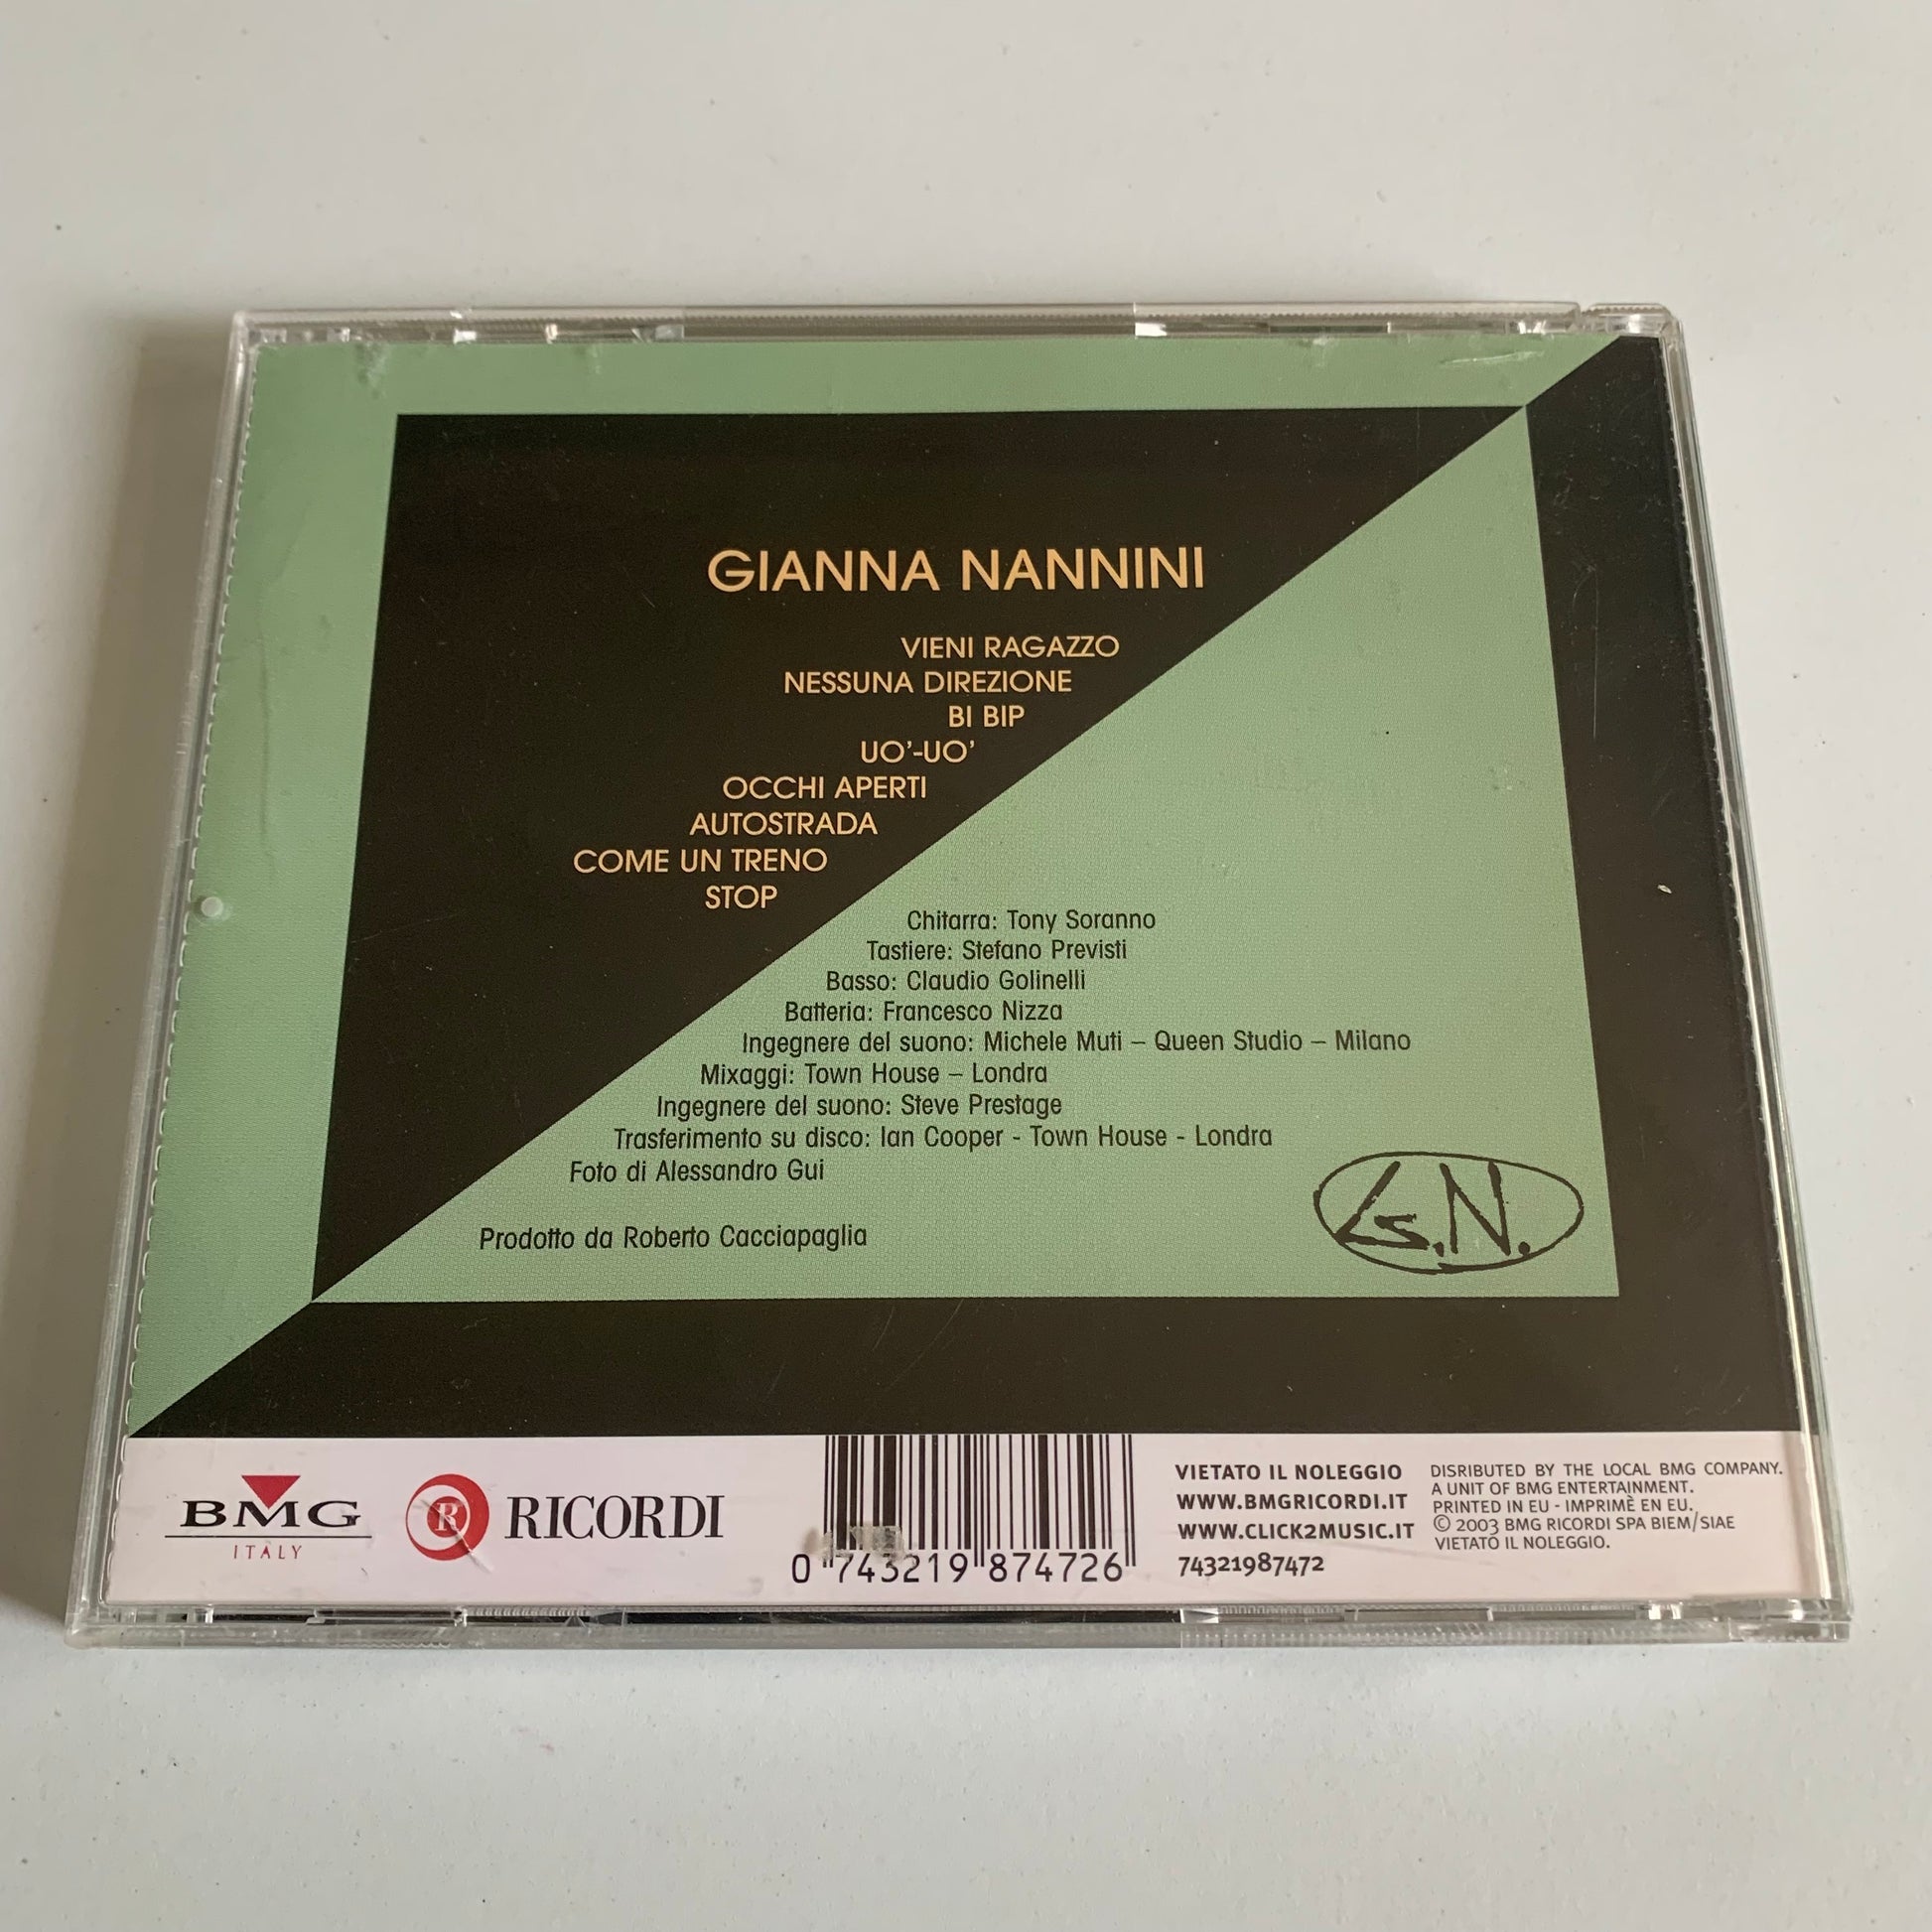 GIANNA NANNINI
VIENI RAGAZZO
NESSUNA DIREZIONE
BI BIP
UO'-UO'
OCCHI APERTI
AUTOSTRADA
COME UN TRENO
STOP
Chitarra: Tony Soranno
Tastiere: Stefano Previsti
Basso: Claudio Golinelli
Batteria: Francesco Nizza
Ingegnere del suono: Michele Muti – Queen Studio – Milano
Mixaggi: Town House – Londra
Ingegnere del suono: Steve Prestage
Trasferimento su disco: Ian Cooper - Town House - Londra
Foto di Alessandro Gui
Prodotto da Roberto Cacciapaglia
G.N.
BMG
ITALY
R RICORDI
0 743219 874726
VIETATO IL NOLEGGIO
WWW.BMGRICORDI.IT
WWW.CLICK2MUSIC.IT
74321987472
DISRIBUTED BY THE LOCAL BMG COMPANY.
A UNIT OF BMG ENTERTAINMENT.
PRINTED IN EU - IMPRIMÈ EN EU.
© 2003 BMG RICORDI SPA BIEM/SIAE
VIETATO IL NOLEGGIO.